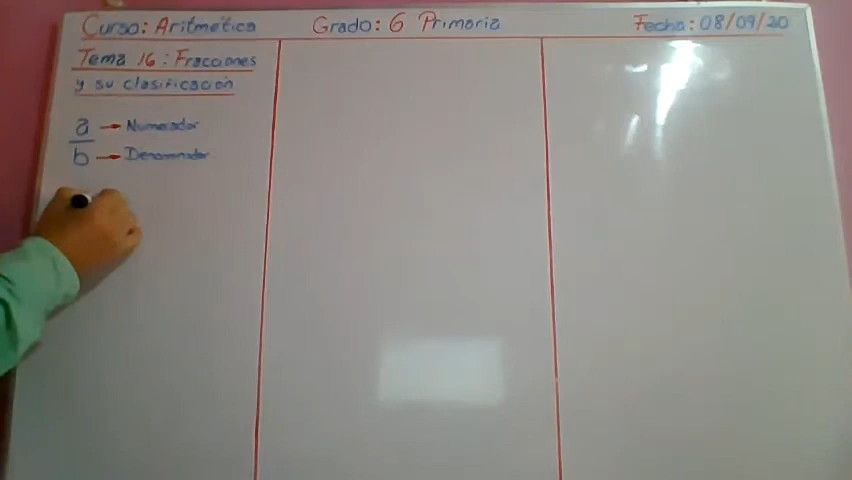 Curso: Aritmética Grado: 6 Primaria Fecha: 08/09/20
Tema 16: Fracciones
y su clasificación
a → Numerador
b → Denominador